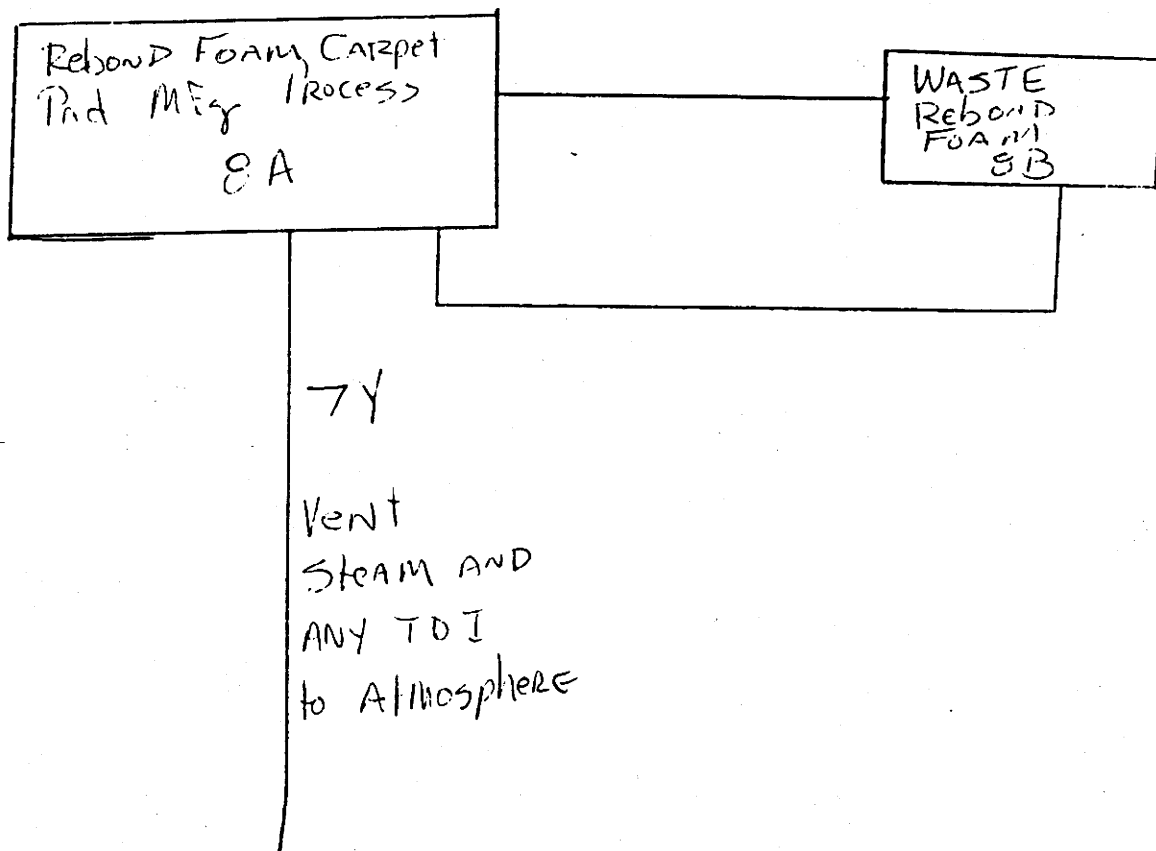 Rebond Foam, Carpet
Pad Mfg Process
8A
WASTE
Rebond
FOAM
8B
7Y
Vent
Steam AND
ANY TDI
to Atmosphere